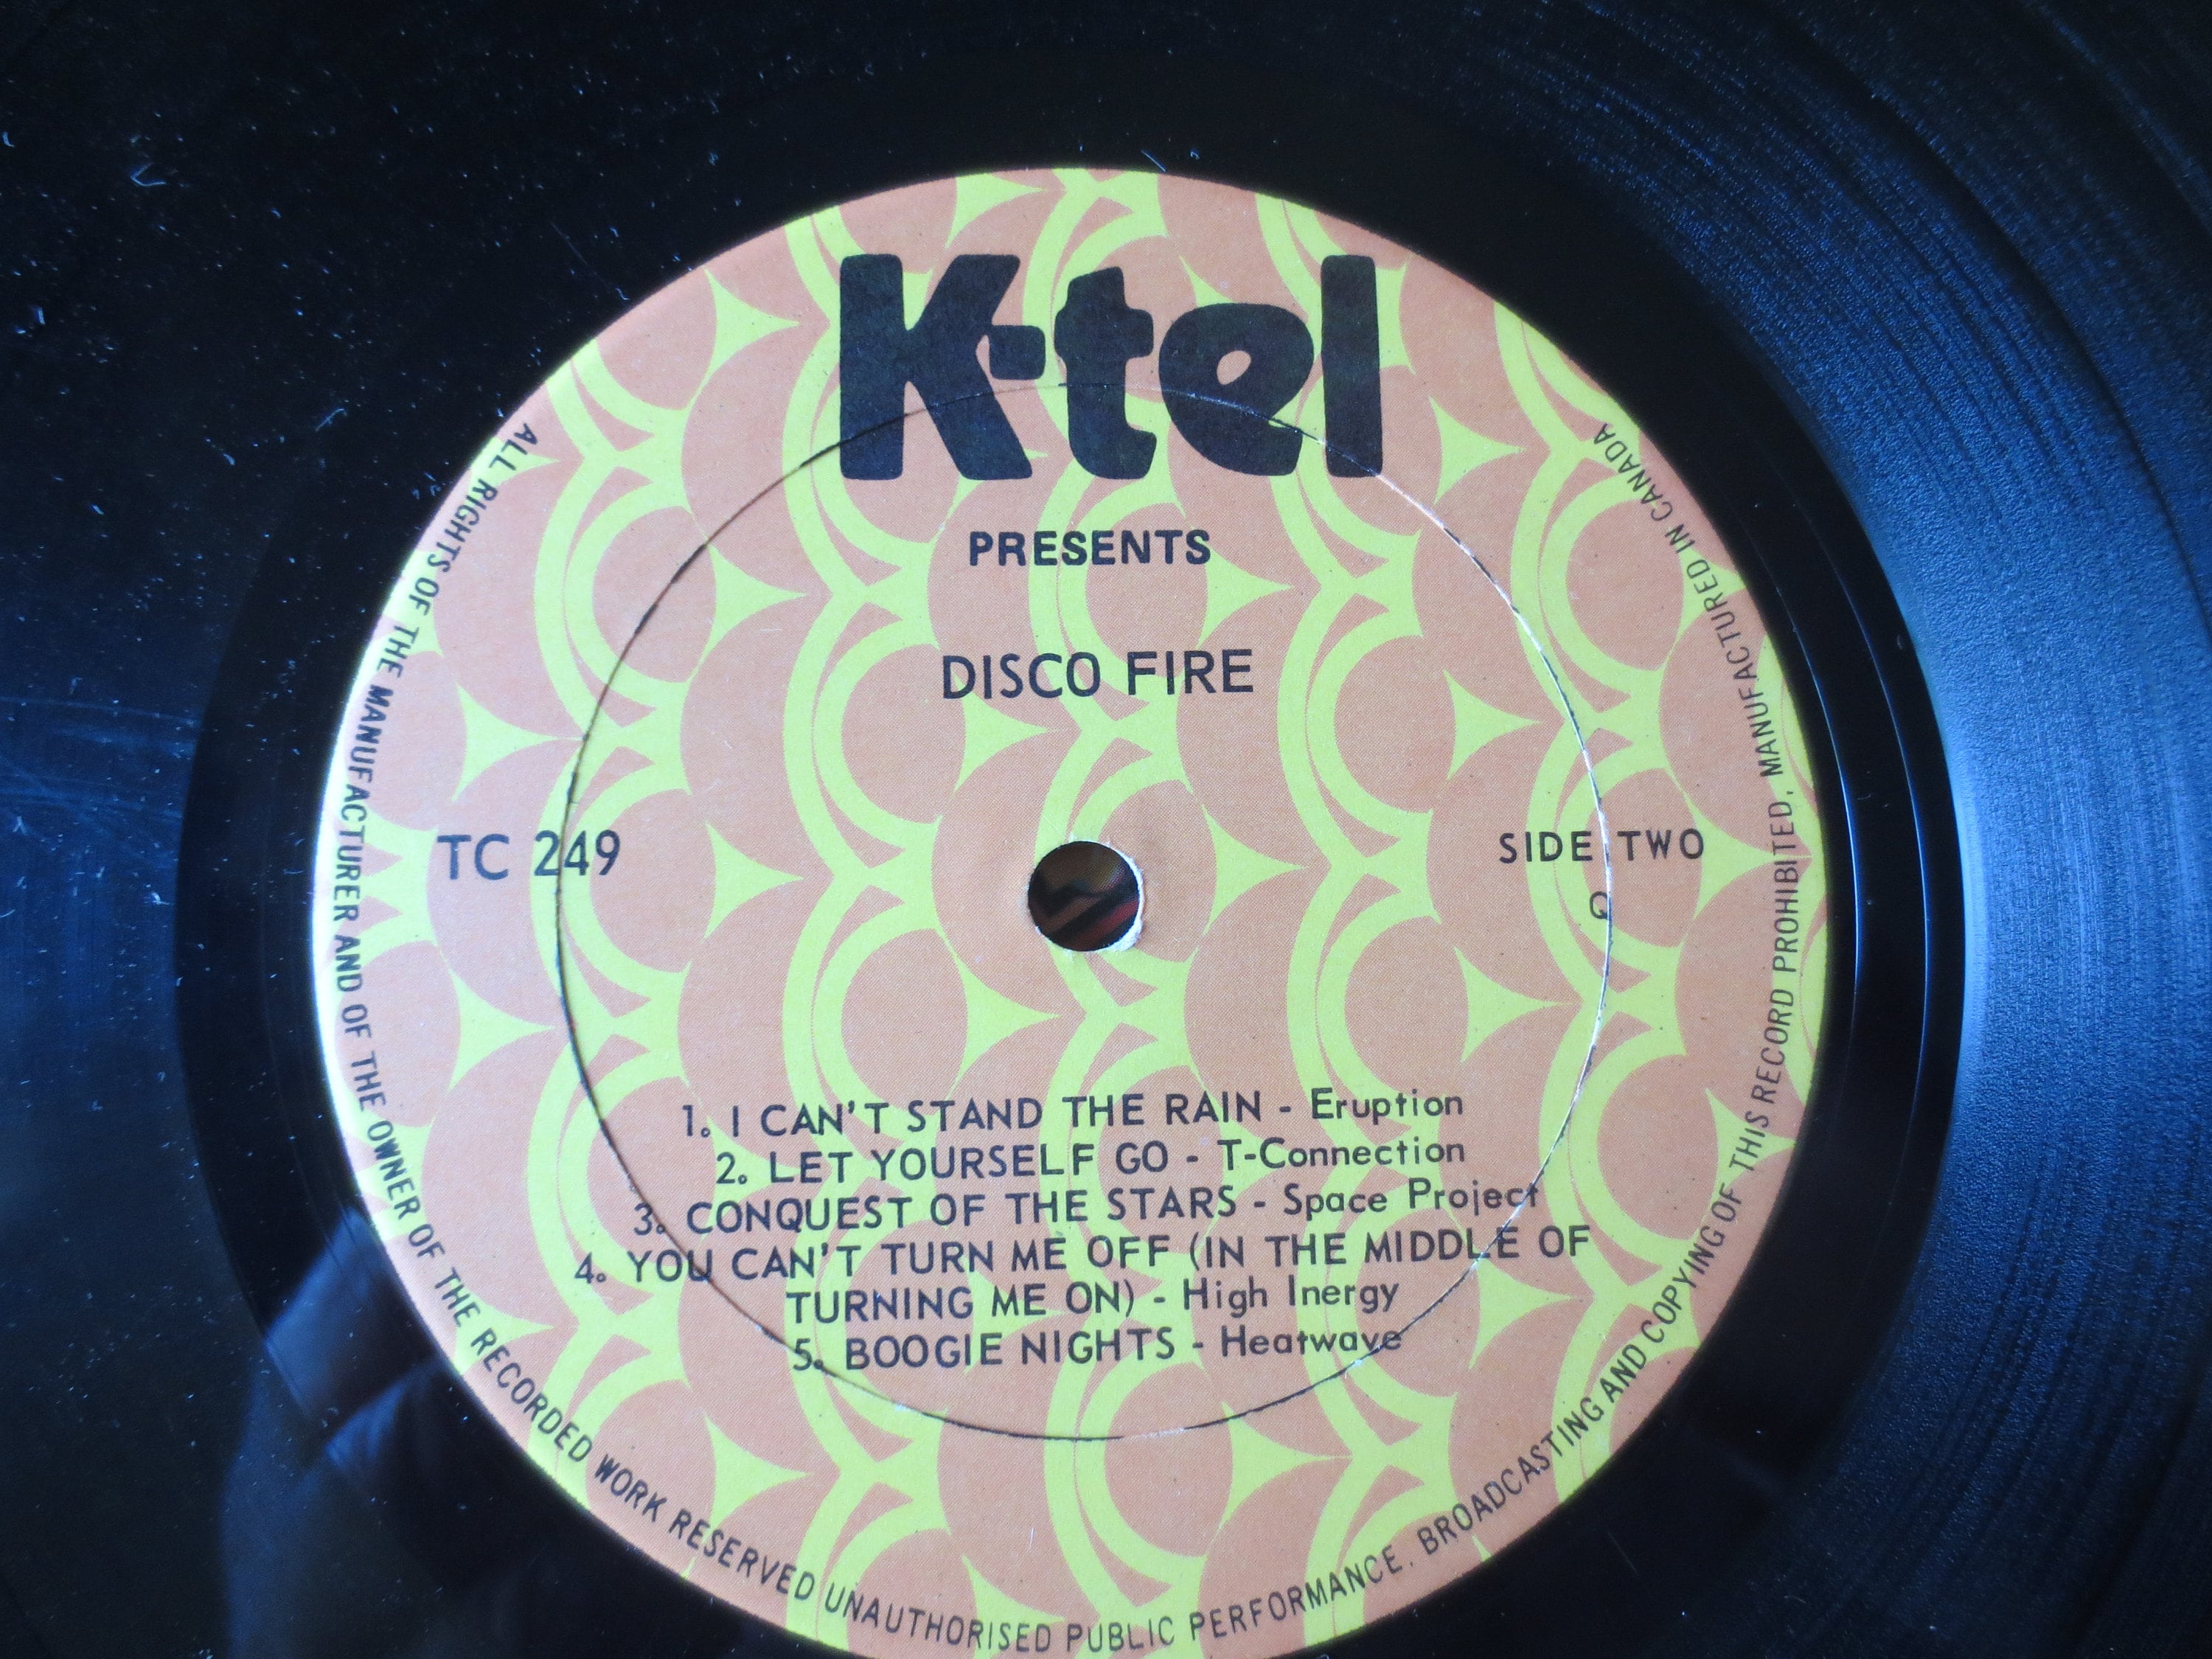 K-tel
PRESENTS
DISCO FIRE
TC 249
SIDE TWO
Q
1. I CAN'T STAND THE RAIN - Eruption
2. LET YOURSELF GO - T-Connection
3. CONQUEST OF THE STARS - Space Project
4. YOU CAN'T TURN ME OFF (IN THE MIDDLE OF
TURNING ME ON) - High Inergy
5. BOOGIE NIGHTS - Heatwave
ALL RIGHTS OF THE MANUFACTURER AND OF THE OWNER OF THE RECORDED WORK RESERVED UNAUTHORISED PUBLIC PERFORMANCE. BROADCASTING AND COPYING OF THIS RECORD PROHIBITED. MANUFACTURED IN CANADA